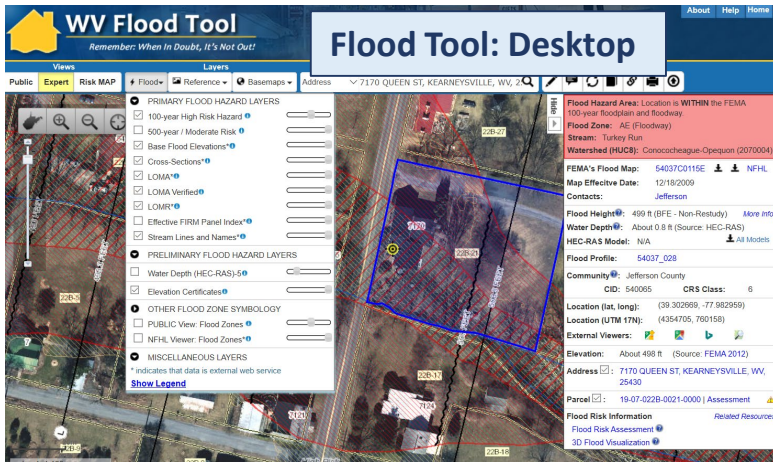 About Help Home
WV Flood Tool
Remember: When In Doubt, It's Not Out!
Flood Tool: Desktop
Views
Layers
Public Expert Risk MAP
Flood Reference Basemaps Address 7170 QUEEN ST, KEARNEYSVILLE, WV, 2
PRIMARY FLOOD HAZARD LAYERS
100-year High Risk Hazard
500-year / Moderate Risk
Base Flood Elevations*
Cross-Sections*
LOMA*
LOMA Verified
LOMR*
Effective FIRM Panel Index*
Stream Lines and Names*
PRELIMINARY FLOOD HAZARD LAYERS
Water Depth (HEC-RAS)-5
Elevation Certificates
OTHER FLOOD ZONE SYMBOLOGY
PUBLIC View: Flood Zones
NFHL Viewer: Flood Zones*
MISCELLANEOUS LAYERS
* indicates that data is external web service
Show Legend
22B-27
22B-21
7170
22B-5
22B-17
7124
7121
22B-9
22B-18
Hide
Flood Hazard Area: Location is WITHIN the FEMA
100-year floodplain and floodway.
Flood Zone: AE (Floodway)
Stream: Turkey Run
Watershed (HUC8): Conococheague-Opequon (2070004)
FEMA's Flood Map: 54037C0115E NFHL
Map Effecitve Date: 12/18/2009
Contacts: Jefferson
Flood Height: 499 ft (BFE - Non-Restudy) More Info
Water Depth: About 0.8 ft (Source: HEC-RAS)
HEC-RAS Model: N/A All Models
Flood Profile: 54037_028
Community: Jefferson County
CID: 540065 CRS Class: 6
Location (lat, long): (39.302669, -77.982959)
Location (UTM 17N): (4354705, 760158)
External Viewers:
Elevation: About 498 ft (Source: FEMA 2012)
Address : 7170 QUEEN ST, KEARNEYSVILLE, WV,
25430
Parcel : 19-07-022B-0021-0000 | Assessment
Flood Risk Information Related Resources
Flood Risk Assessment
3D Flood Visualization